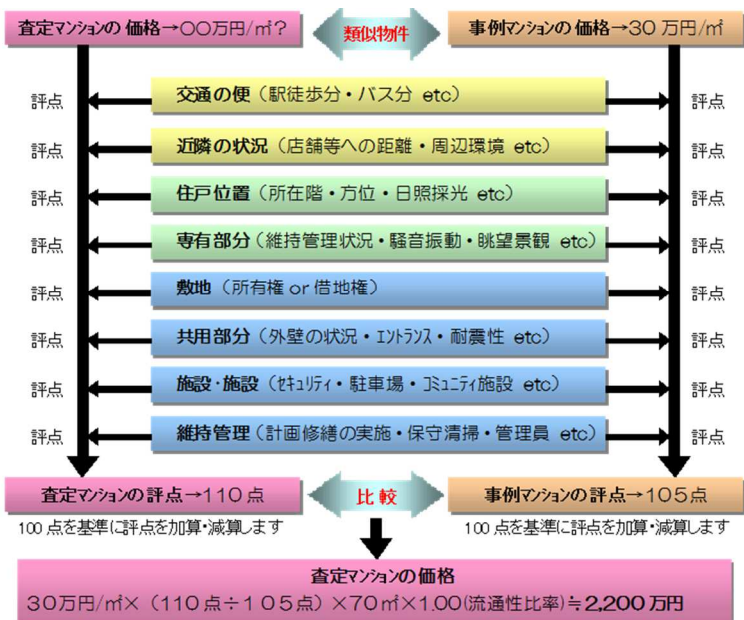 査定マンションの価格→〇〇万円/㎡?
類似物件
事例マンションの価格→30万円/㎡
評点
交通の便（駅徒歩分・バス分 etc）
評点
評点
近隣の状況（店舗等への距離・周辺環境 etc）
評点
評点
住戸位置（所在階・方位・日照採光 etc）
評点
評点
専有部分（維持管理状況・騒音振動・眺望景観 etc）
評点
評点
敷地（所有権 or 借地権）
評点
評点
共用部分（外壁の状況・エントランス・耐震性 etc）
評点
評点
施設・施設（セキュリティ・駐車場・コミュニティ施設 etc）
評点
評点
維持管理（計画修繕の実施・保守清掃・管理員 etc）
評点
査定マンションの評点→110点
比較
事例マンションの評点→105点
100点を基準に評点を加算・減算します
100点を基準に評点を加算・減算します
査定マンションの価格
30万円/㎡×（110点÷105点）×70㎡×1.00(流通性比率)≒2,200万円